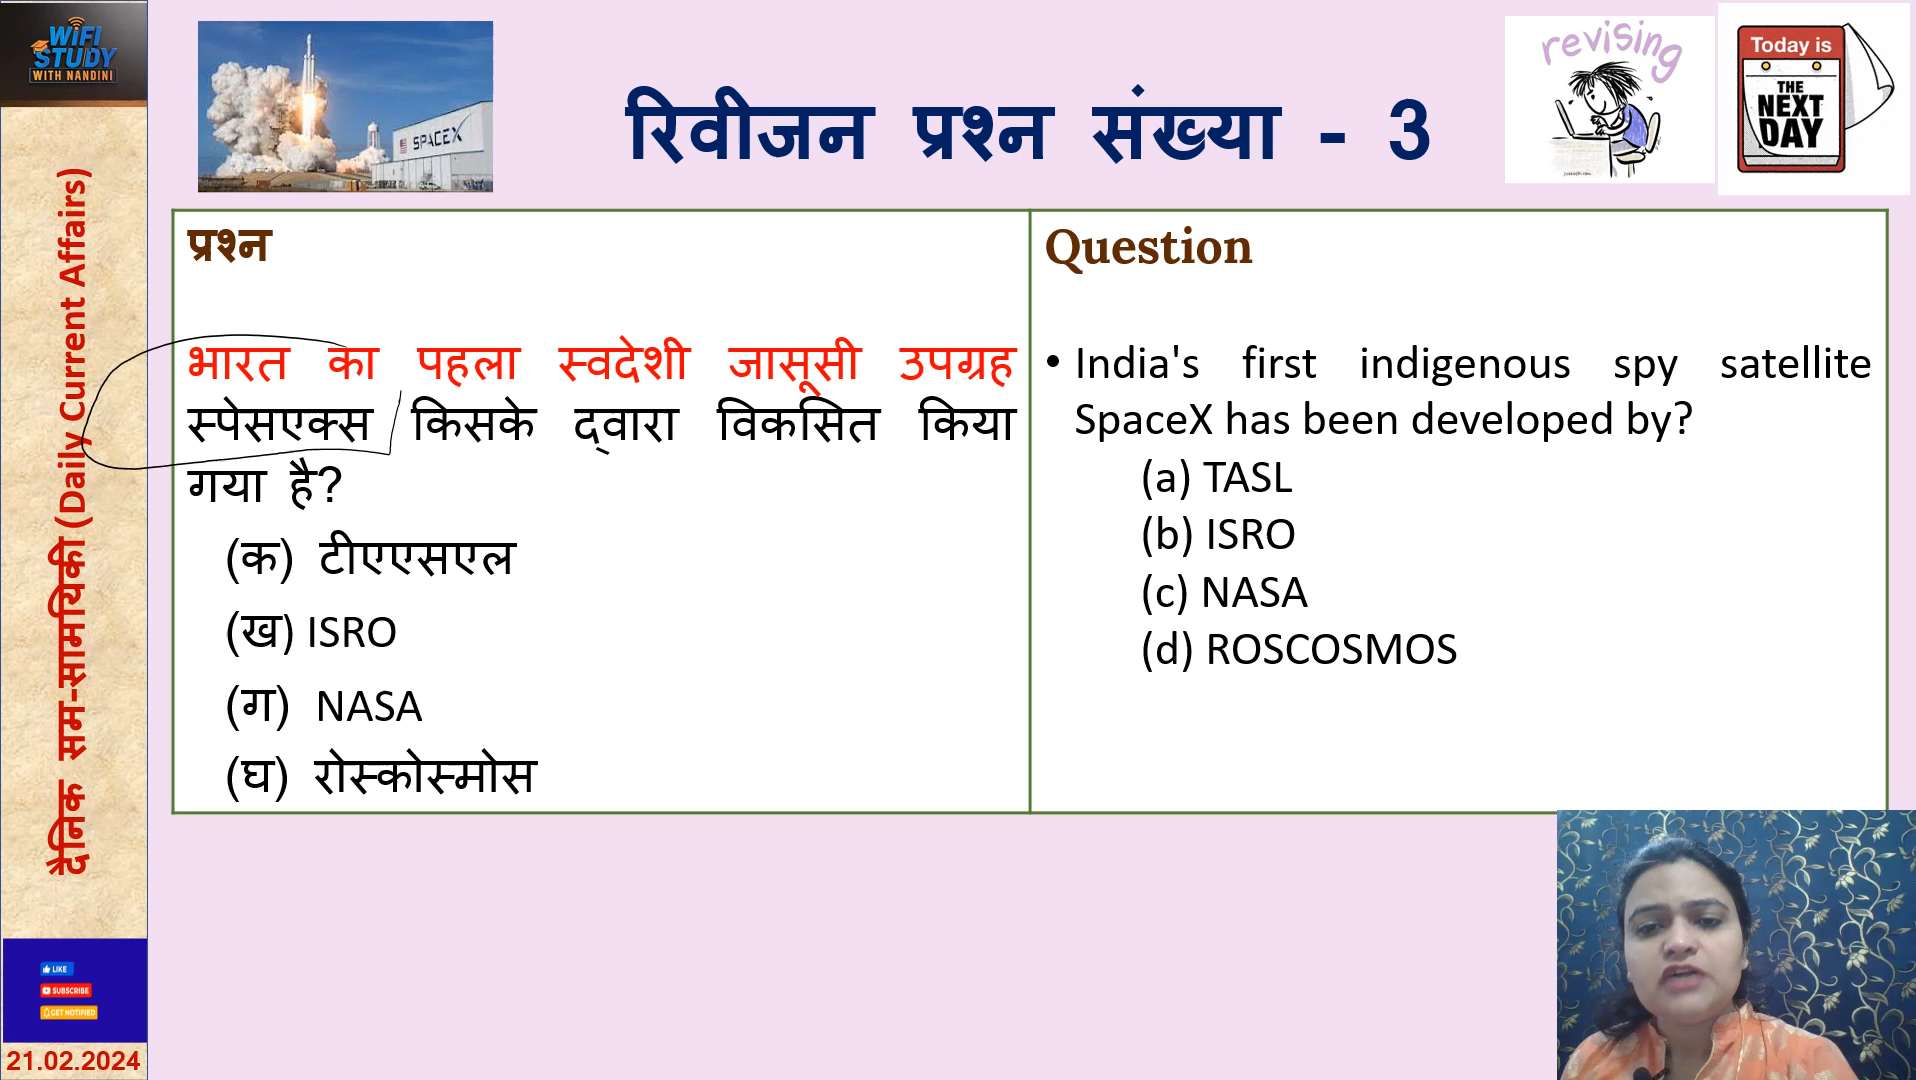 WiFi
STUDY
WITH NANDINI
SPACEX
रिवीजन प्रश्न संख्या - 3
revising
Today is
THE
NEXT
DAY
दैनिक सम-सामयिकी (Daily Current Affairs)
प्रश्न
भारत का पहला स्वदेशी जासूसी उपग्रह
स्पेसएक्स किसके द्वारा विकसित किया
गया है?
(क) टीएएसएल
(ख) ISRO
(ग) NASA
(घ) रोस्कोस्मोस
Question
• India's first indigenous spy satellite
SpaceX has been developed by?
(a) TASL
(b) ISRO
(c) NASA
(d) ROSCOSMOS
LIKE
SUBSCRIBE
GET NOTIFIED
21.02.2024